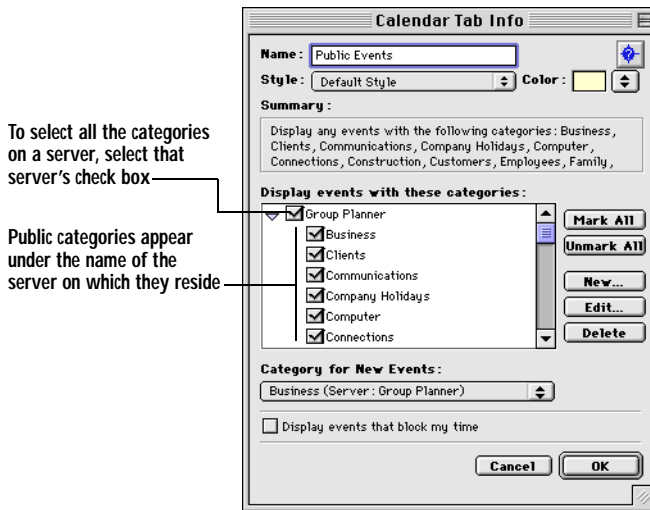 Calendar Tab Info
Name: Public Events
Style: Default Style Color:
Summary:
Display any events with the following categories: Business,
Clients, Communications, Company Holidays, Computer,
Connections, Construction, Customers, Employees, Family,
To select all the categories
on a server, select that
server's check box
Display events with these categories:
Group Planner
Business
Clients
Communications
Company Holidays
Computer
Connections
Mark All
Unmark All
New...
Edit...
Delete
Public categories appear
under the name of the
server on which they reside
Category for New Events:
Business (Server: Group Planner)
Display events that block my time
Cancel OK